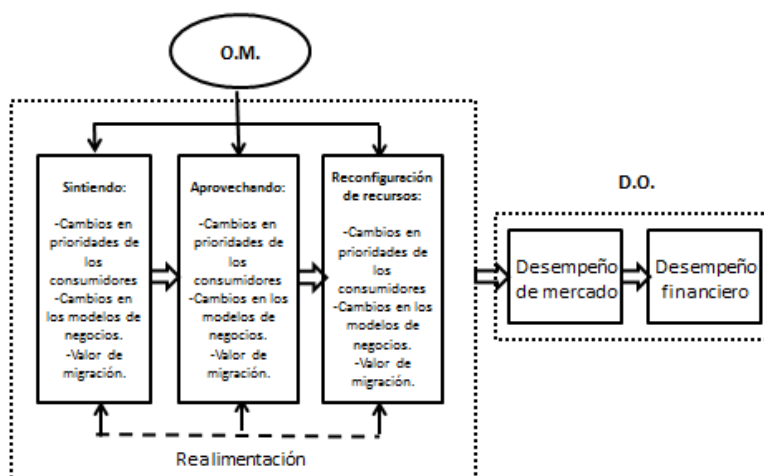 O.M.
Sintiendo:
-Cambios en
prioridades de
los
consumidores
-Cambios en
los modelos de
negocios.
-Valor de
migración.
Aprovechando:
-Cambios en
prioridades de
los
consumidores
-Cambios en los
modelos de
negocios.
-Valor de
migración.
Reconfiguración
de recursos:
-Cambios en
prioridades de
los
consumidores
-Cambios en los
modelos de
negocios.
-Valor de
migración.
Realimentación
D.O.
Desempeño
de mercado
Desempeño
financiero